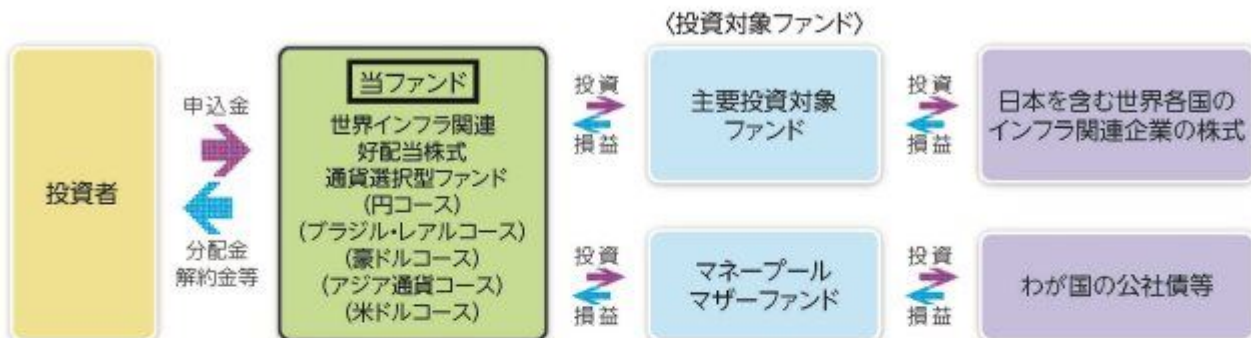 〈投資対象ファンド〉
投資者
申込金
分配金
解約金等
当ファンド
世界インフラ関連
好配当株式
通貨選択型ファンド
(円コース)
(ブラジル・レアルコース)
(豪ドルコース)
(アジア通貨コース)
(米ドルコース)
投資
損益
主要投資対象
ファンド
投資
損益
日本を含む世界各国の
インフラ関連企業の株式
投資
損益
マネープール
マザーファンド
投資
損益
わが国の公社債等